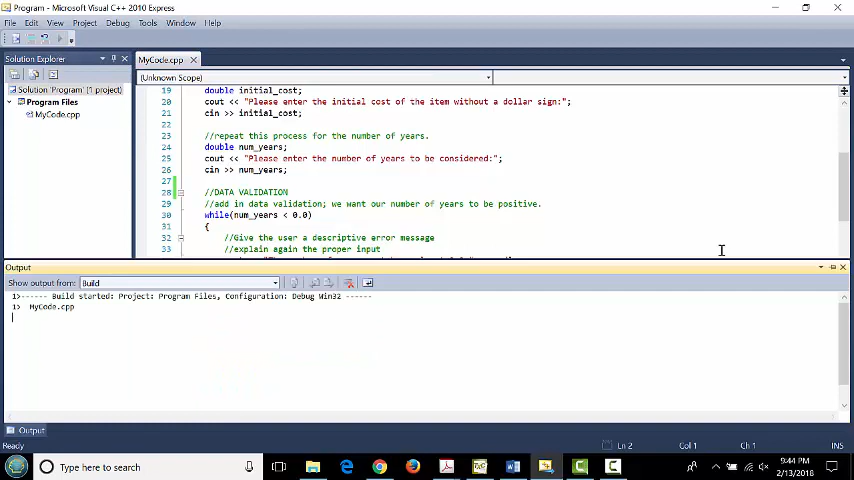 Program - Microsoft Visual C++ 2010 Express
File Edit View Project Debug Tools Window Help
Solution Explorer
MyCode.cpp
(Unknown Scope)
Solution 'Program' (1 project)
Program Files
MyCode.cpp
19 double initial_cost;
20 cout << "Please enter the initial cost of the item without a dollar sign:";
21 cin >> initial_cost;
22
23 //repeat this process for the number of years.
24 double num_years;
25 cout << "Please enter the number of years to be considered:";
26 cin >> num_years;
27
28 //DATA VALIDATION
29 //add in data validation; we want our number of years to be positive.
30 while(num_years < 0.0)
31 {
32 //Give the user a descriptive error message
33 //explain again the proper input
Output
Show output from: Build
1>------ Build started: Project: Program Files, Configuration: Debug Win32 ------
1> MyCode.cpp
Output
Ready Ln 2 Col 1 Ch 1 INS
Type here to search
9:44 PM
2/13/2018